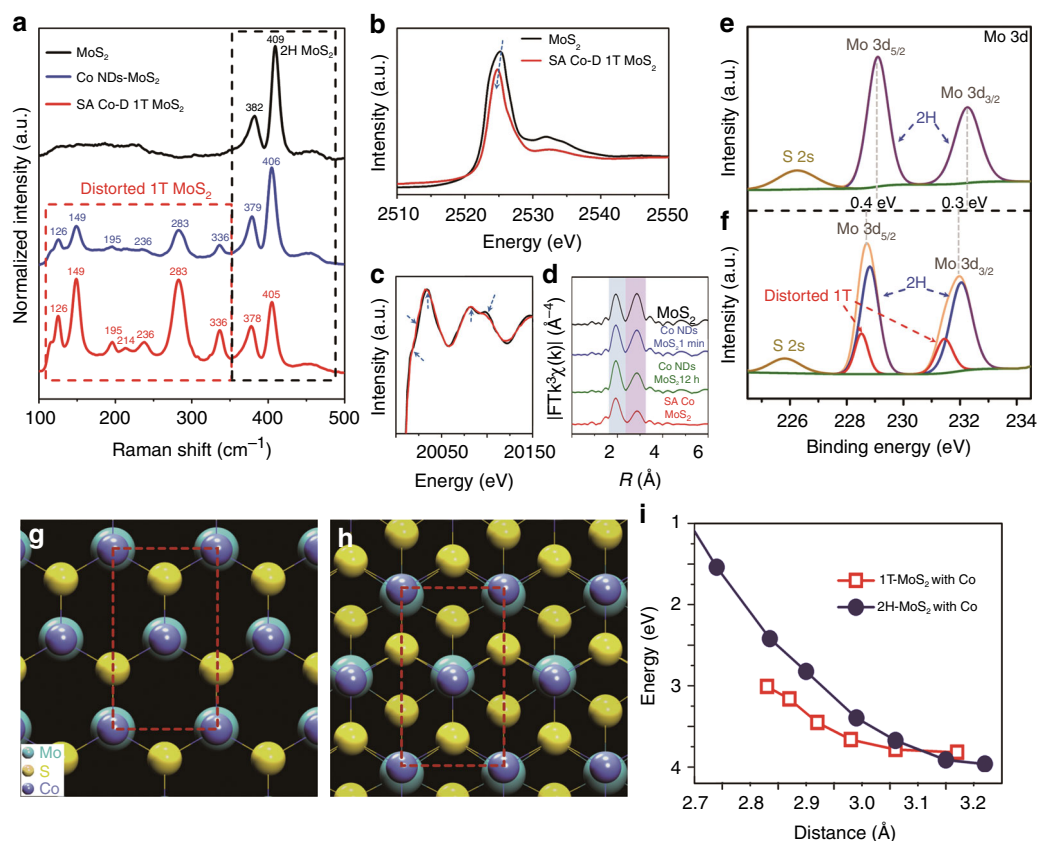 a
Normalized intensity (a.u.)
MoS2
Co NDs-MoS2
SA Co-D 1T MoS2
409
2H MoS2
382
406
Distorted 1T MoS2
379
126
149
195
236
283
336
149
283
126
195
214
236
336
378
405
100
200
300
400
500
Raman shift (cm−1)
b
Intensity (a.u.)
MoS2
SA Co-D 1T MoS2
2510
2520
2530
2540
2550
Energy (eV)
c
Intensity (a.u.)
20050
20150
Energy (eV)
d
|FTk3χ(k)| (Å−4)
MoS2
Co NDs
MoS2 1 min
Co NDs
MoS2 12 h
SA Co
MoS2
2
4
6
R (Å)
e
Mo 3d
Intensity (a.u.)
Mo 3d5/2
Mo 3d3/2
2H
S 2s
0.4 eV
0.3 eV
f
Intensity (a.u.)
Mo 3d5/2
Mo 3d3/2
2H
Distorted 1T
S 2s
226
228
230
232
234
Binding energy (eV)
g
Mo
S
Co
h
i
Energy (eV)
1
2
3
4
1T-MoS2 with Co
2H-MoS2 with Co
2.7
2.8
2.9
3.0
3.1
3.2
Distance (Å)